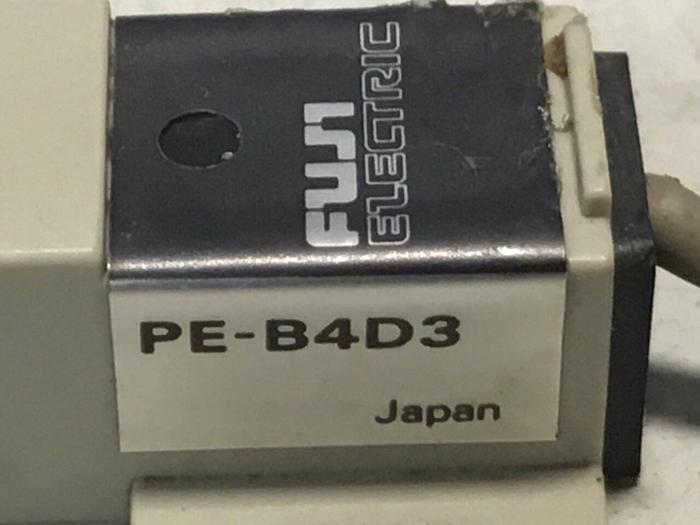 FUJI
ELECTRIC
PE-B4D3
Japan